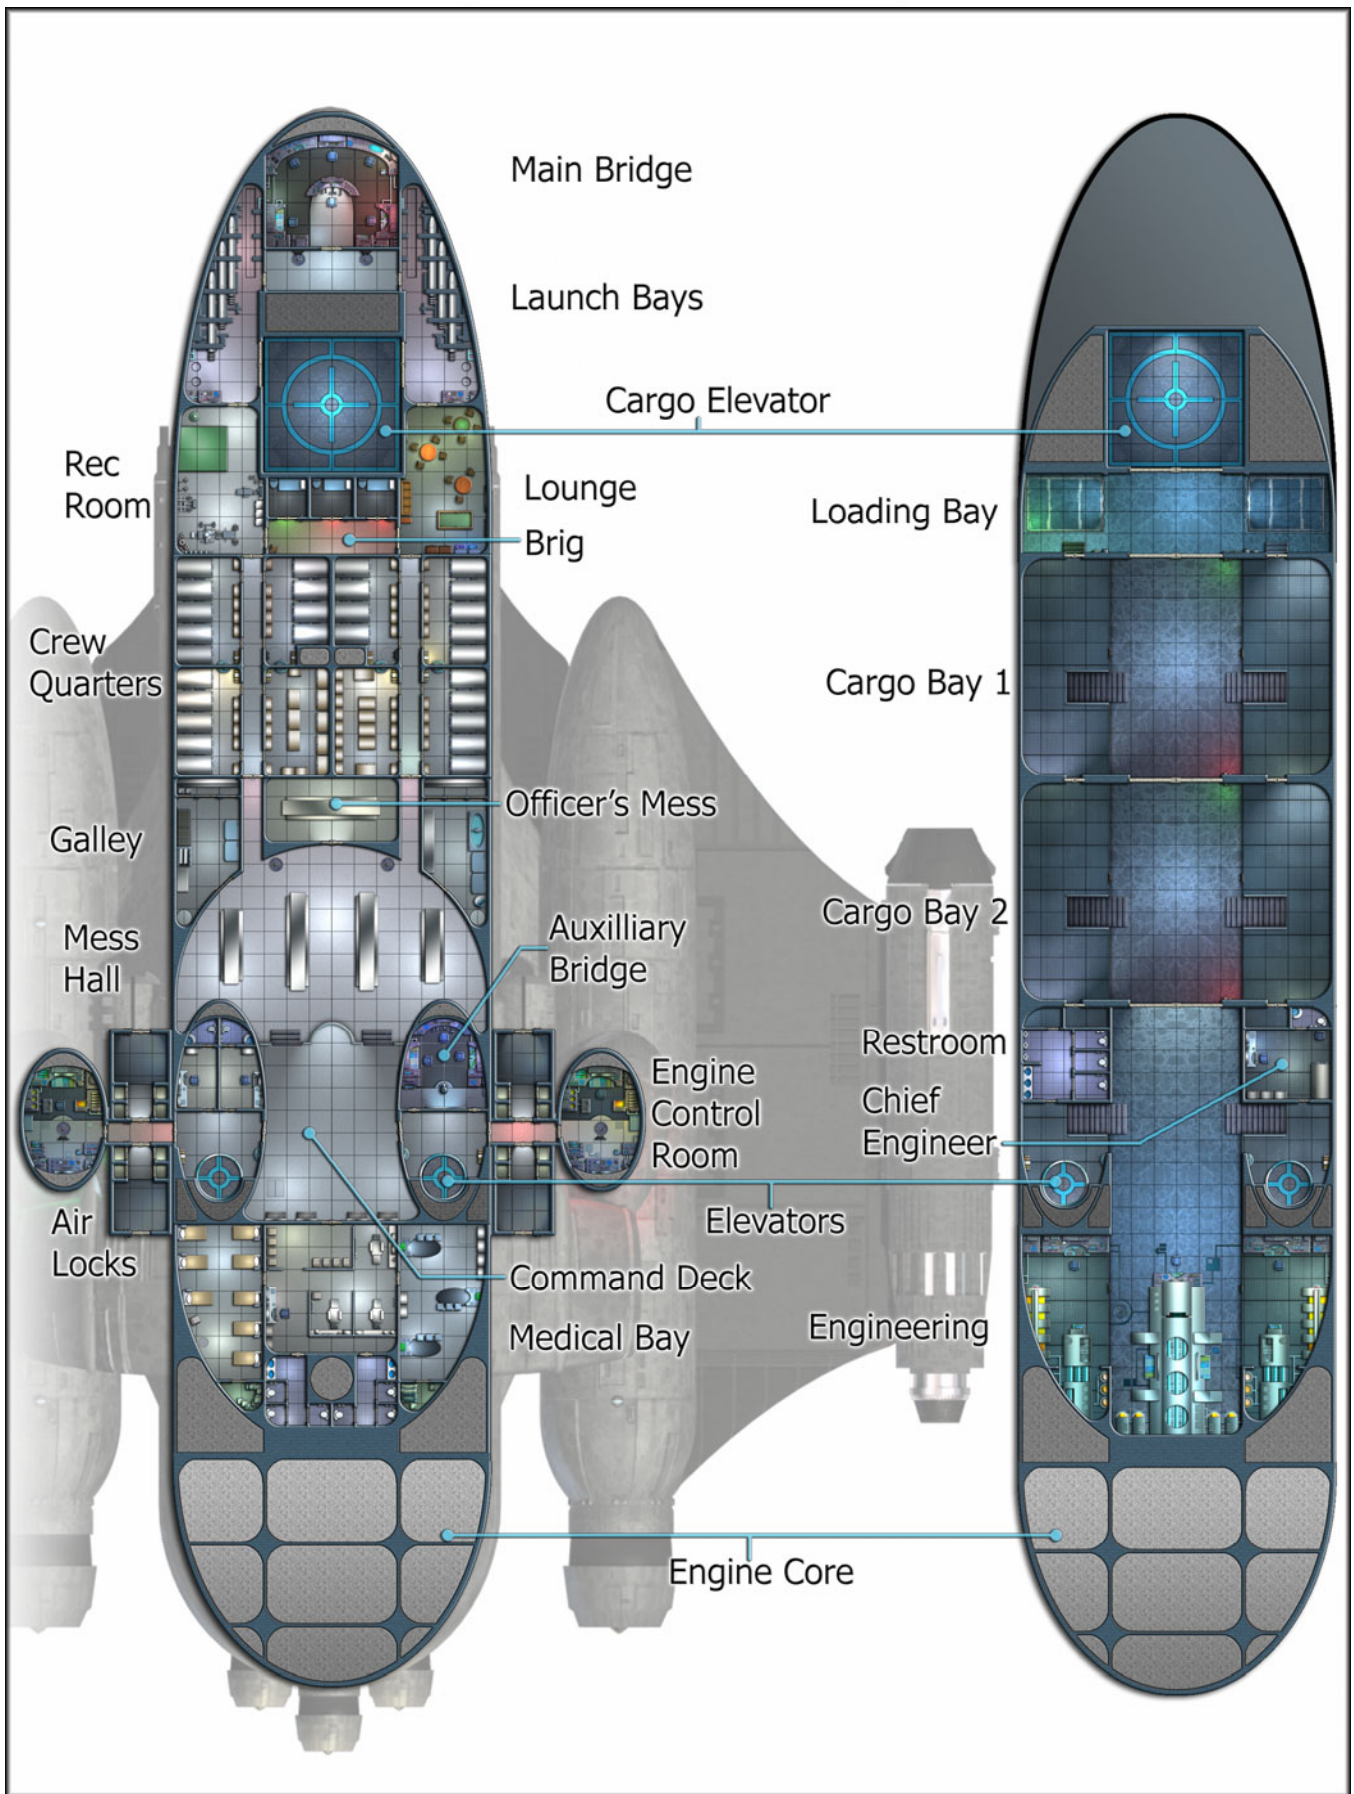 Main Bridge
Launch Bays
Cargo Elevator
Rec
Room
Lounge
Loading Bay
Brig
Crew
Quarters
Cargo Bay 1
Officer's Mess
Galley
Cargo Bay 2
Mess
Hall
Auxilliary
Bridge
Restroom
Engine
Control
Room
Chief
Engineer
Air
Locks
Elevators
Command Deck
Medical Bay
Engineering
Engine Core